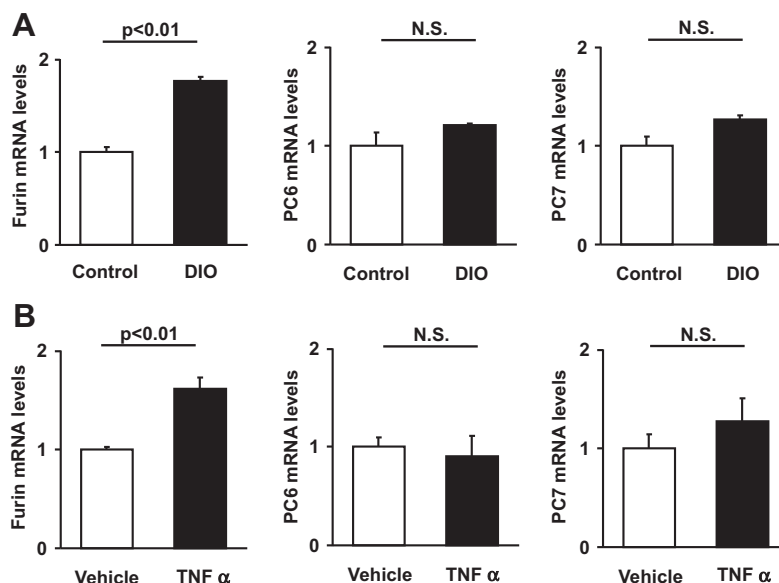 A
p<0.01
Furin mRNA levels
2
1
0
Control DIO
N.S.
PC6 mRNA levels
2
1
0
Control DIO
N.S.
PC7 mRNA levels
2
1
0
Control DIO
B
p<0.01
Furin mRNA levels
2
1
0
Vehicle TNF α
N.S.
PC6 mRNA levels
2
1
0
Vehicle TNF α
N.S.
PC7 mRNA levels
2
1
0
Vehicle TNF α